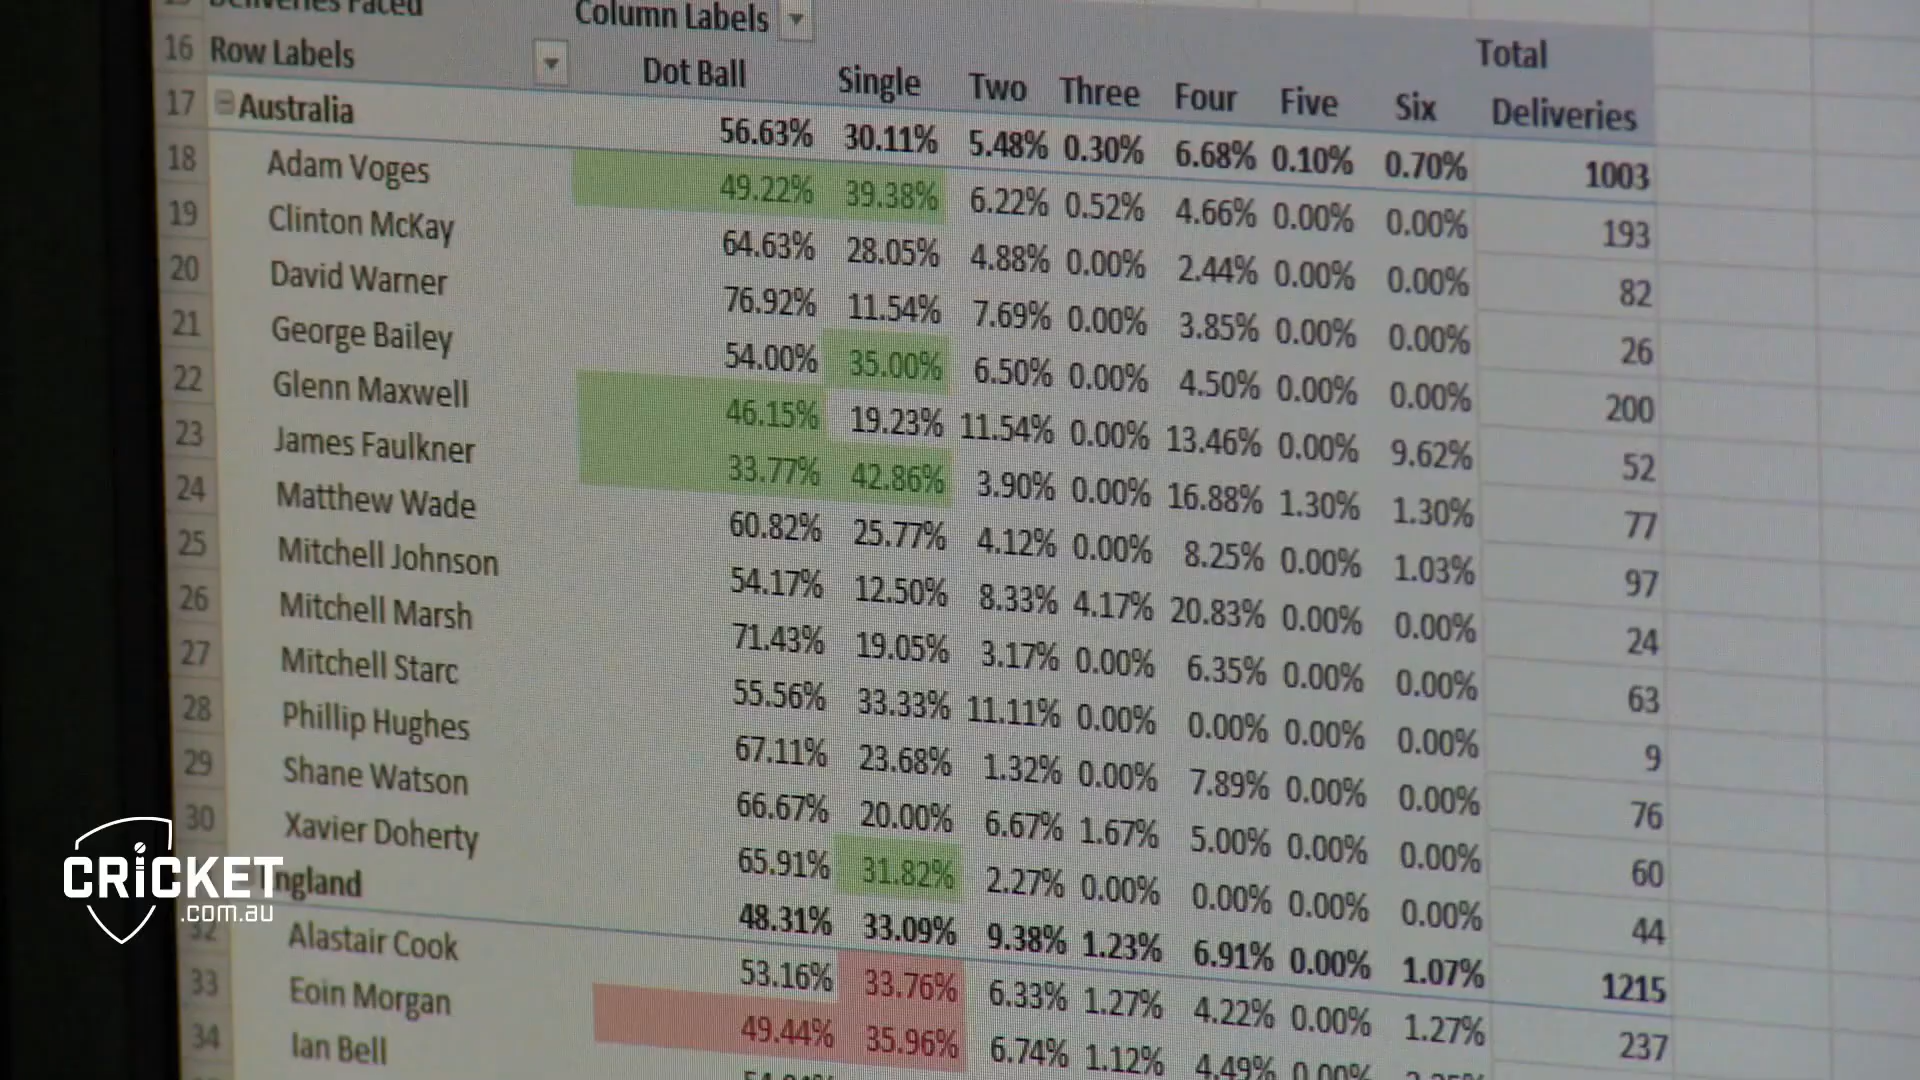 15 Deliveries Faced Column Labels
16 Row Labels Dot Ball Single Two Three Four Five Six Total Deliveries
17 Australia 56.63% 30.11% 5.48% 0.30% 6.68% 0.10% 0.70% 1003
18 Adam Voges 49.22% 39.38% 6.22% 0.52% 4.66% 0.00% 0.00% 193
19 Clinton McKay 64.63% 28.05% 4.88% 0.00% 2.44% 0.00% 0.00% 82
20 David Warner 76.92% 11.54% 7.69% 0.00% 3.85% 0.00% 0.00% 26
21 George Bailey 54.00% 35.00% 6.50% 0.00% 4.50% 0.00% 0.00% 200
22 Glenn Maxwell 46.15% 19.23% 11.54% 0.00% 13.46% 0.00% 9.62% 52
23 James Faulkner 33.77% 42.86% 3.90% 0.00% 16.88% 1.30% 1.30% 77
24 Matthew Wade 60.82% 25.77% 4.12% 0.00% 8.25% 0.00% 1.03% 97
25 Mitchell Johnson 54.17% 12.50% 8.33% 4.17% 20.83% 0.00% 0.00% 24
26 Mitchell Marsh 71.43% 19.05% 3.17% 0.00% 6.35% 0.00% 0.00% 63
27 Mitchell Starc 55.56% 33.33% 11.11% 0.00% 0.00% 0.00% 0.00% 9
28 Phillip Hughes 67.11% 23.68% 1.32% 0.00% 7.89% 0.00% 0.00% 76
29 Shane Watson 66.67% 20.00% 6.67% 1.67% 5.00% 0.00% 0.00% 60
30 Xavier Doherty 65.91% 31.82% 2.27% 0.00% 0.00% 0.00% 0.00% 44
England 48.31% 33.09% 9.38% 1.23% 6.91% 0.00% 1.07% 1215
32 Alastair Cook 53.16% 33.76% 6.33% 1.27% 4.22% 0.00% 1.27% 237
33 Eoin Morgan 49.44% 35.96% 6.74% 1.12% 4.49% 0.00%
34 Ian Bell
CRICKET
.com.au